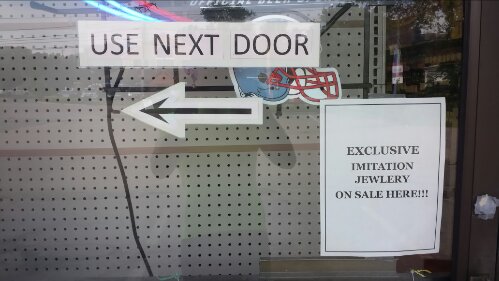 USE NEXT DOOR
EXCLUSIVE
IMITATION
JEWLERY
ON SALE HERE!!!